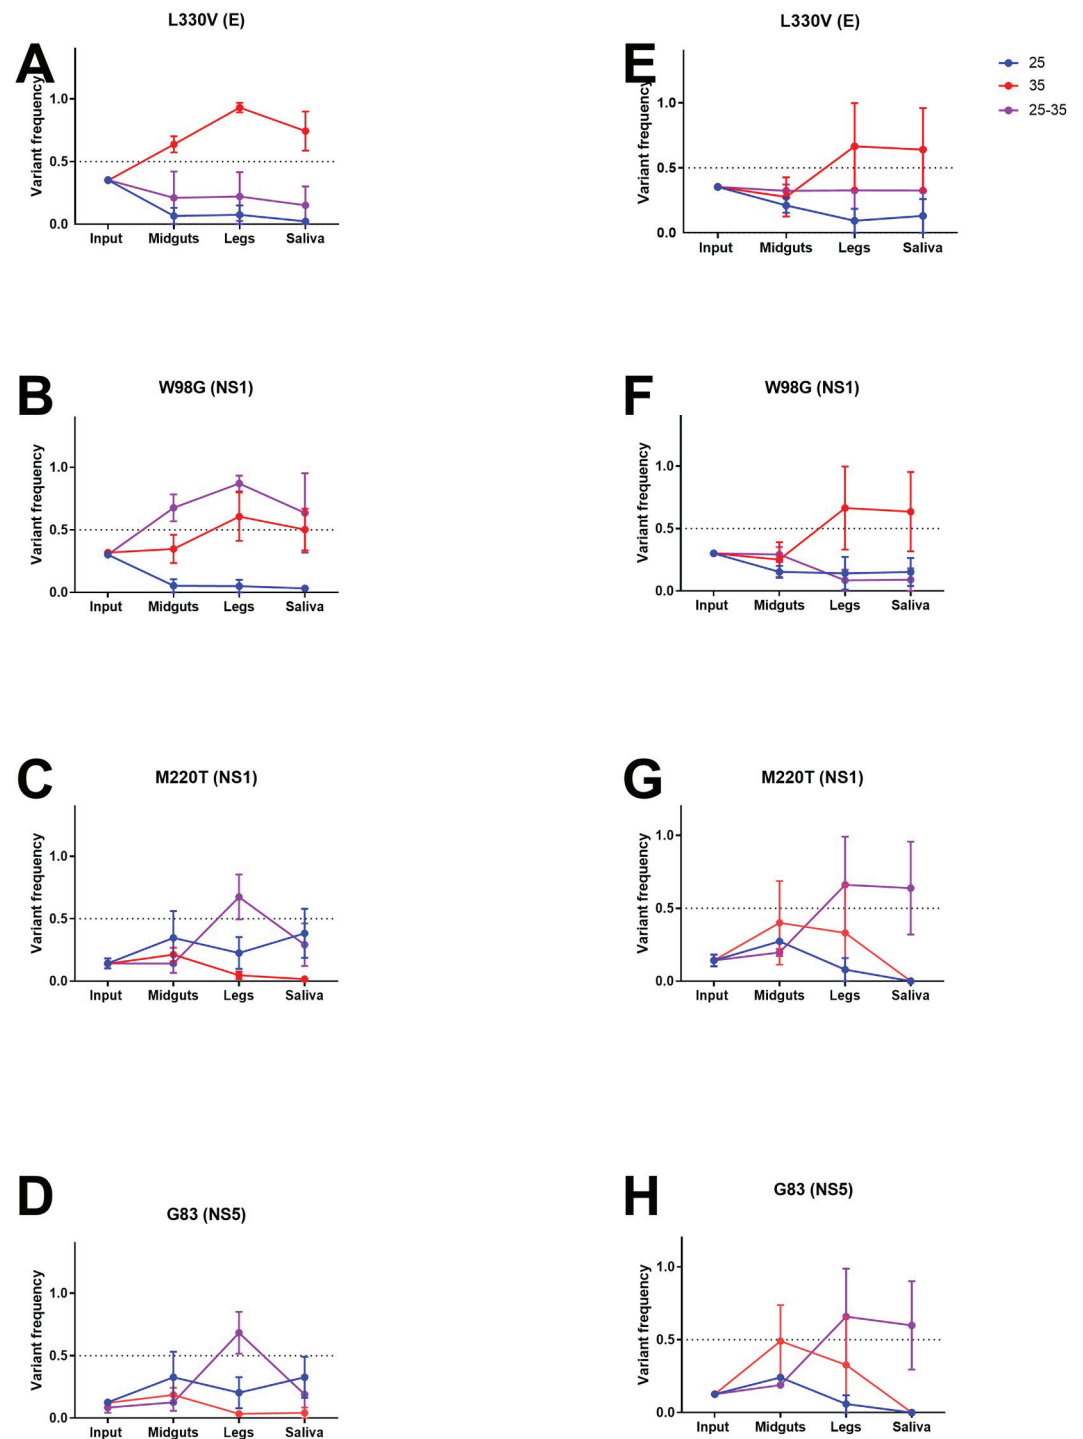 L330V (E)
A
Variant frequency
1.0
0.5
0.0
Input Midguts Legs Saliva
L330V (E)
E
Variant frequency
1.0
0.5
0.0
Input Midguts Legs Saliva
25
35
25-35
W98G (NS1)
B
Variant frequency
1.0
0.5
0.0
Input Midguts Legs Saliva
W98G (NS1)
F
Variant frequency
1.0
0.5
0.0
Input Midguts Legs Saliva
M220T (NS1)
C
Variant frequency
1.0
0.5
0.0
Input Midguts Legs Saliva
M220T (NS1)
G
Variant frequency
1.0
0.5
0.0
Input Midguts Legs Saliva
G83 (NS5)
D
Variant frequency
1.0
0.5
0.0
Input Midguts Legs Saliva
G83 (NS5)
H
Variant frequency
1.0
0.5
0.0
Input Midguts Legs Saliva